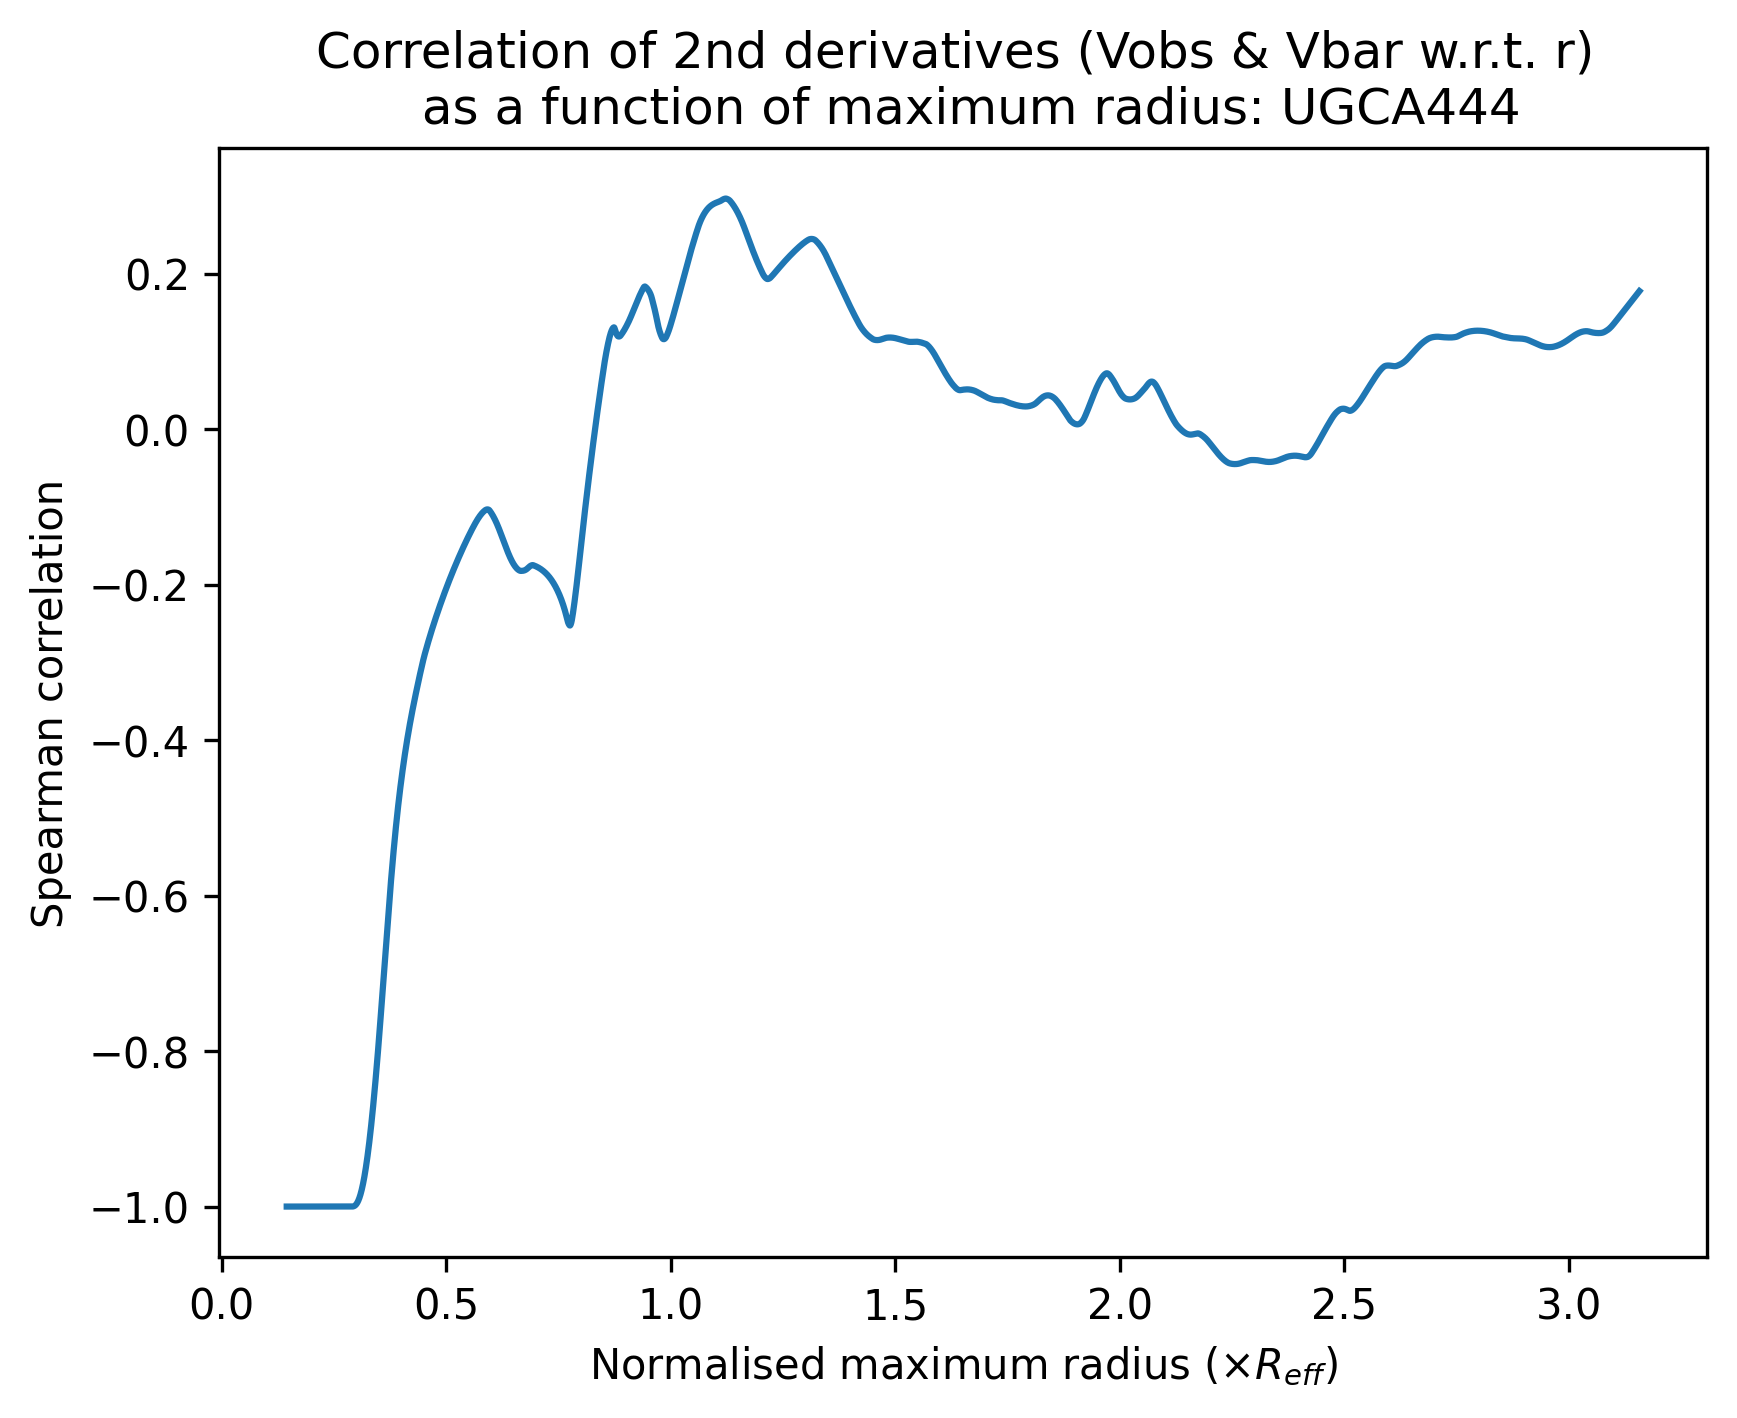 Correlation of 2nd derivatives (Vobs & Vbar w.r.t. r)
as a function of maximum radius: UGCA444
Spearman correlation
0.2
0.0
−0.2
−0.4
−0.6
−0.8
−1.0
0.0 0.5 1.0 1.5 2.0 2.5 3.0
Normalised maximum radius (×R_eff)